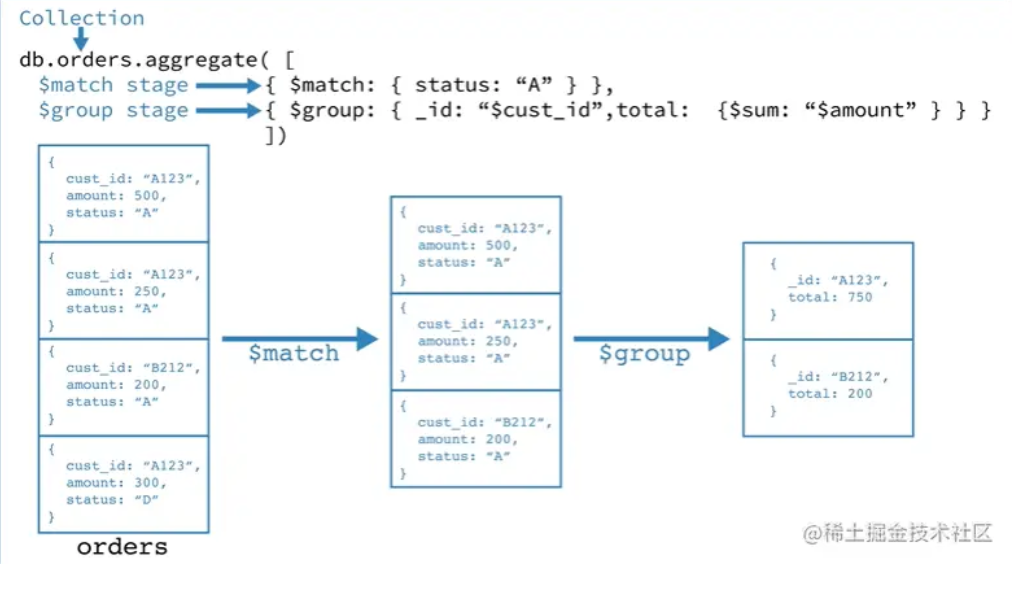 Collection
db.orders.aggregate( [
$match stage { $match: { status: “A” } },
$group stage { $group: { _id: “$cust_id”,total: {$sum: “$amount” } } }
])
{
cust_id: “A123”,
amount: 500,
status: “A”
}
{
cust_id: “A123”,
amount: 250,
status: “A”
}
{
cust_id: “B212”,
amount: 200,
status: “A”
}
{
cust_id: “A123”,
amount: 300,
status: “D”
}
orders
$match
{
cust_id: “A123”,
amount: 500,
status: “A”
}
{
cust_id: “A123”,
amount: 250,
status: “A”
}
{
cust_id: “B212”,
amount: 200,
status: “A”
}
$group
{
_id: “A123”,
total: 750
}
{
_id: “B212”,
total: 200
}
@稀土掘金技术社区